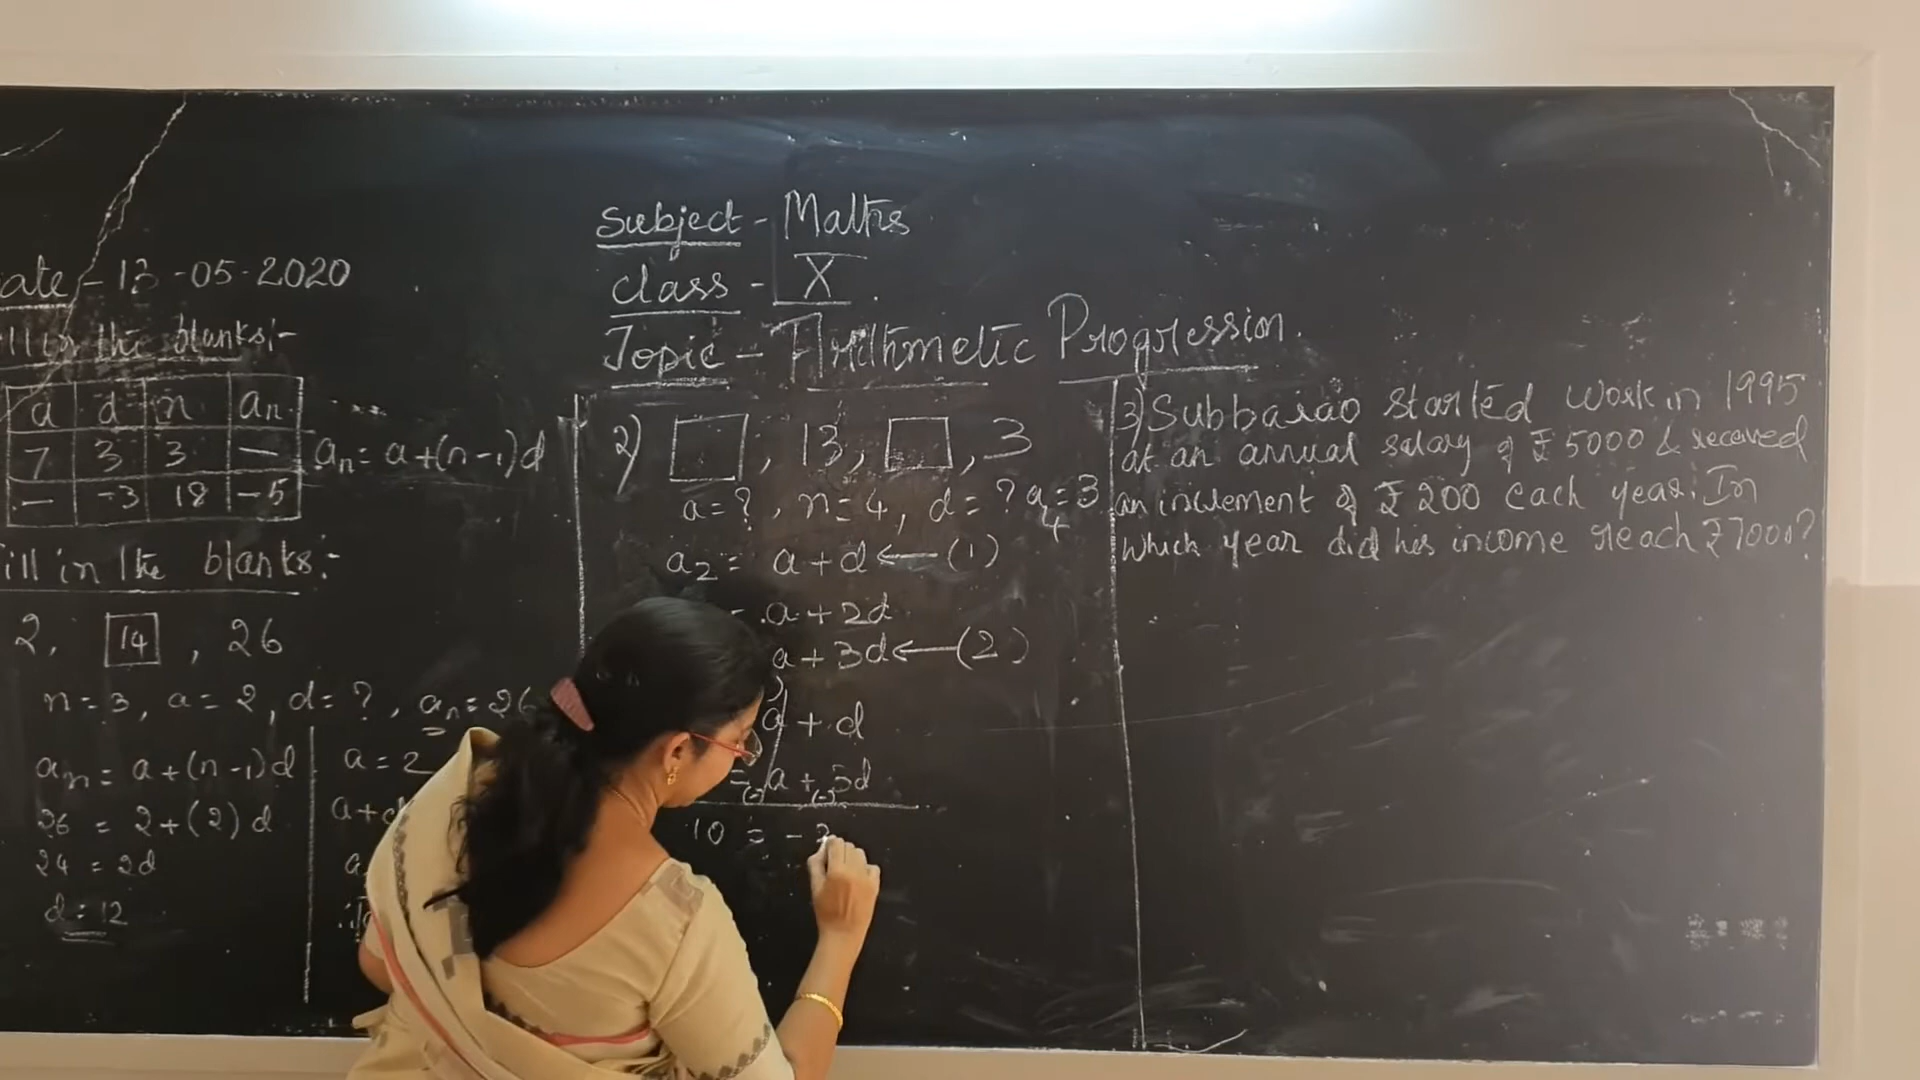 Subject - Maths
Class - X
Topic - Arithmetic Progression.
ate - 13-05-2020
ll in the blanks:-
a d n an
7 3 3 —
— -3 18 -5
an = a+(n-1)d
ill in the blanks:-
2, 14, 26
n=3, a=2, d=?, an=26
an = a+(n-1)d
26 = 2+(2)d
24 = 2d
d=12
a=2
a+d
2) □, 13, □, 3
a=?, n=4, d=? a4=3
a2 = a+d ← (1)
= a+2d
a+3d ← (2)
a+d
= a+3d
(-) (-)
10 = -2
3) Subbarao started work in 1995
at an annual salary of ₹5000 & received
an increment of ₹200 each year. In
which year did his income reach ₹7000?